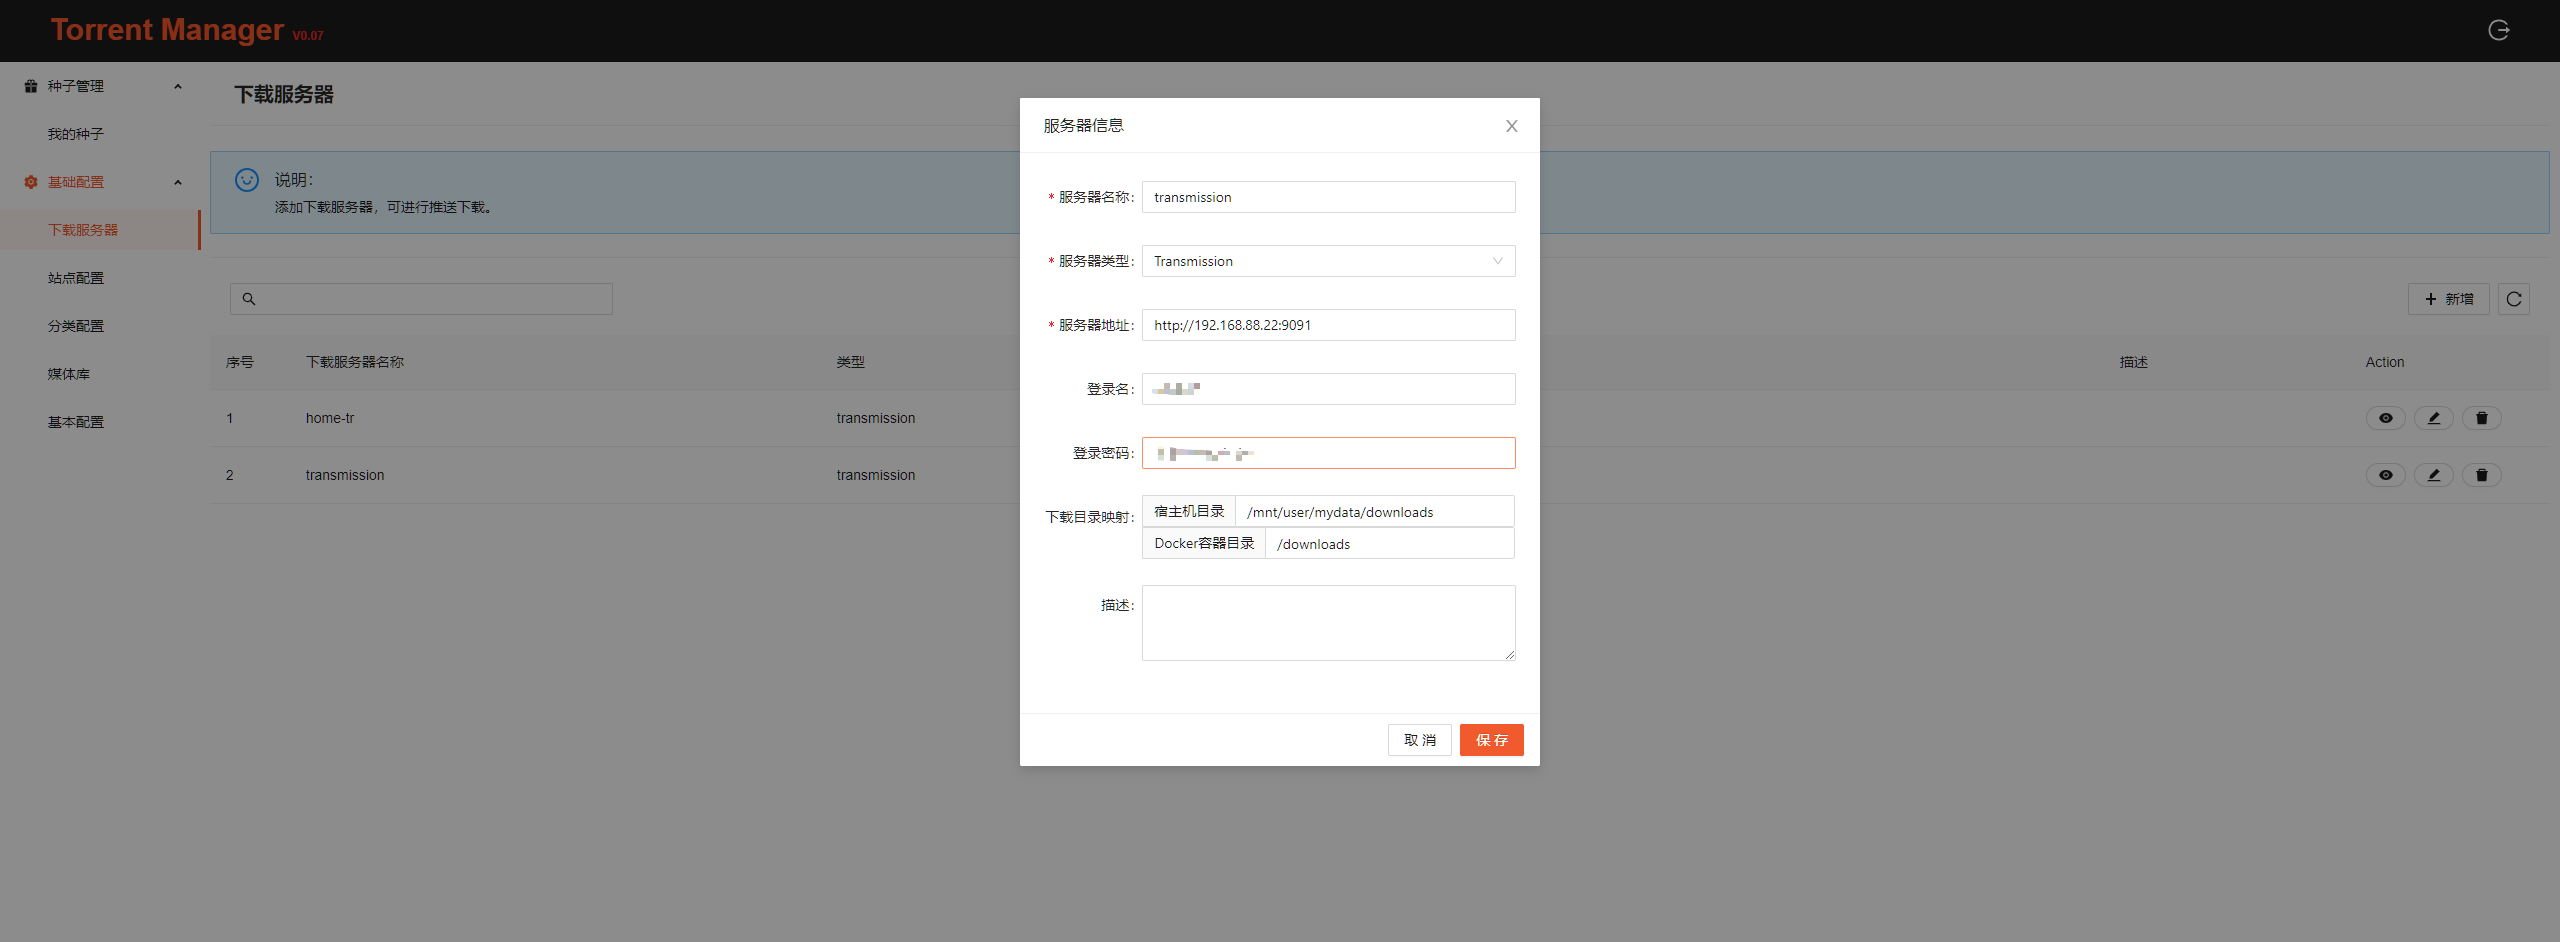 Torrent Manager V0.07
种子管理
我的种子
基础配置
下载服务器
站点配置
分类配置
媒体库
基本配置
下载服务器
说明：
添加下载服务器，可进行推送下载。
新增
序号 下载服务器名称 类型 描述 Action
1 home-tr transmission
2 transmission transmission
服务器信息
* 服务器名称： transmission
* 服务器类型： Transmission
* 服务器地址： http://192.168.88.22:9091
登录名：
登录密码：
下载目录映射： 宿主机目录 /mnt/user/mydata/downloads
Docker容器目录 /downloads
描述：
取 消 保 存